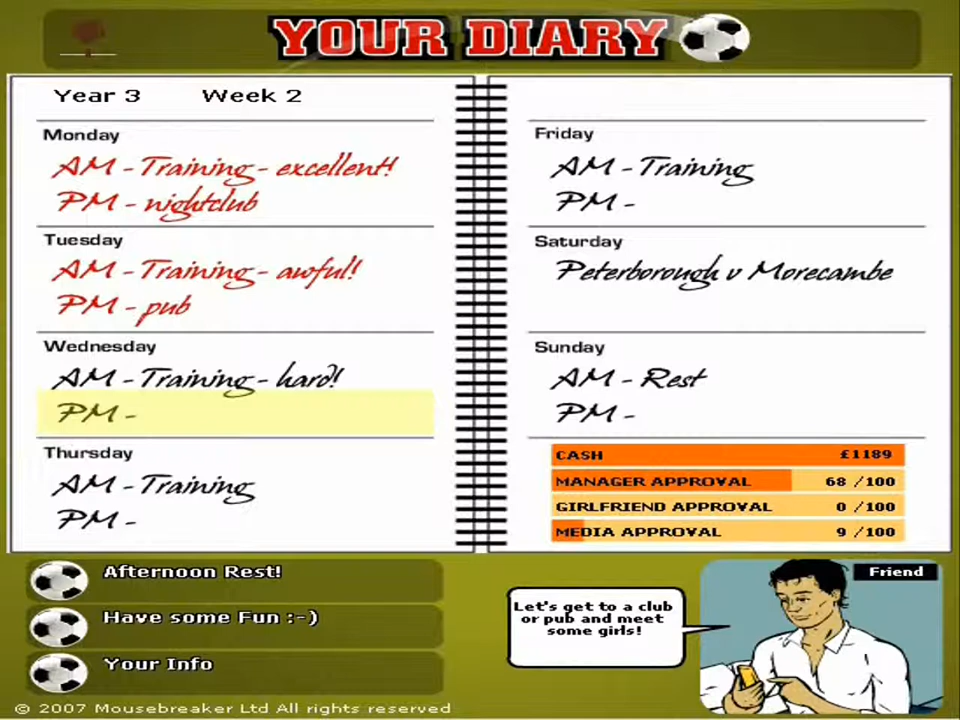 YOUR DIARY
Year 3 Week 2
Monday
AM - Training - excellent!
PM - nightclub
Tuesday
AM - Training - awful!
PM - pub
Wednesday
AM - Training - hard!
PM -
Thursday
AM - Training
PM -
Friday
AM - Training
PM -
Saturday
Peterborough v Morecambe
Sunday
AM - Rest
PM -
CASH £1189
MANAGER APPROVAL 68 /100
GIRLFRIEND APPROVAL 0 /100
MEDIA APPROVAL 9 /100
Afternoon Rest!
Have some Fun :-)
Your Info
Let's get to a club
or pub and meet
some girls!
Friend
© 2007 Mousebreaker Ltd All rights reserved